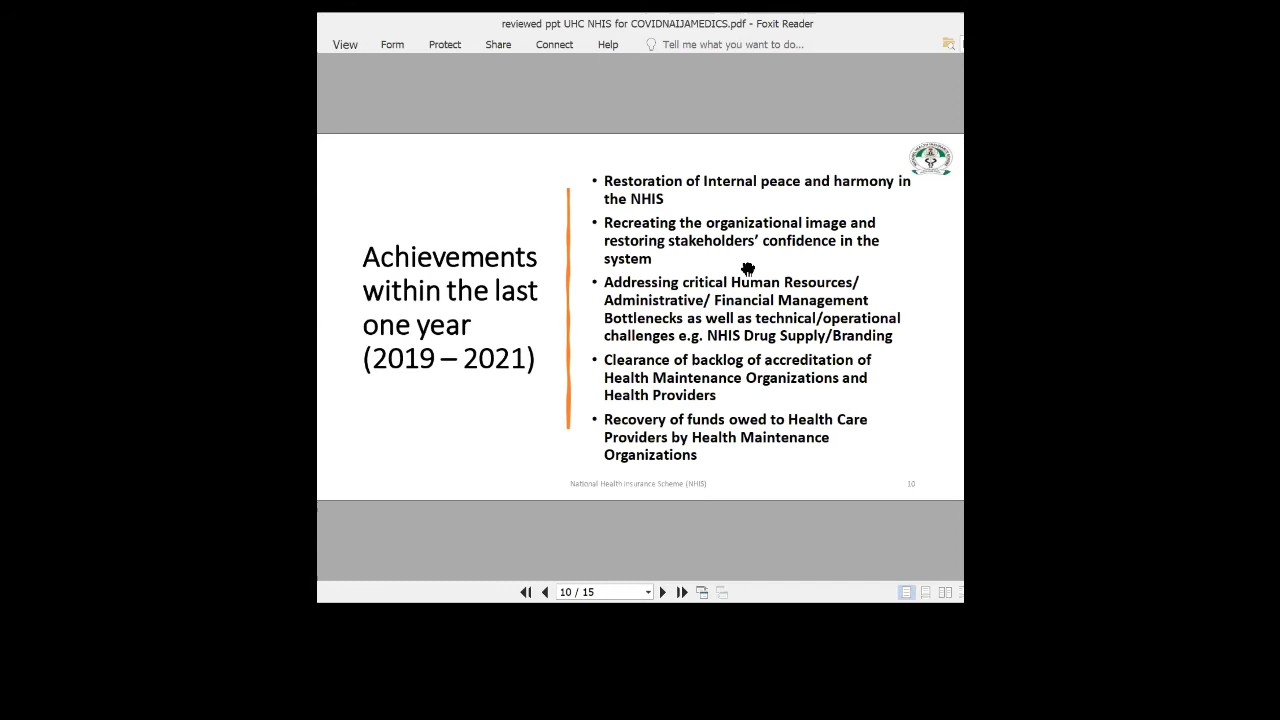 reviewed ppt UHC NHIS for COVIDNAIJAMEDICS.pdf - Foxit Reader
View Form Protect Share Connect Help Tell me what you want to do...
Achievements
within the last
one year
(2019 – 2021)
• Restoration of Internal peace and harmony in
the NHIS
• Recreating the organizational image and
restoring stakeholders’ confidence in the
system
• Addressing critical Human Resources/
Administrative/ Financial Management
Bottlenecks as well as technical/operational
challenges e.g. NHIS Drug Supply/Branding
• Clearance of backlog of accreditation of
Health Maintenance Organizations and
Health Providers
• Recovery of funds owed to Health Care
Providers by Health Maintenance
Organizations
National Health Insurance Scheme (NHIS) 10
10 / 15